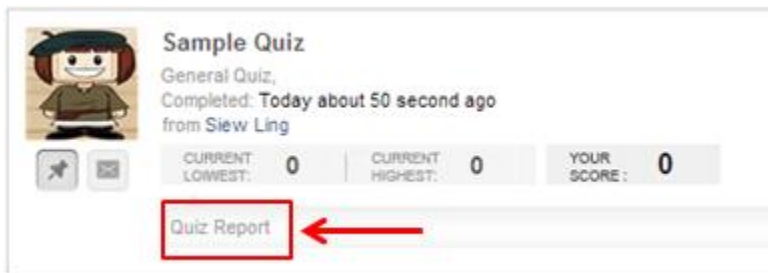 Sample Quiz
General Quiz,
Completed: Today about 50 second ago
from Siew Ling
CURRENT LOWEST: 0 CURRENT HIGHEST: 0 YOUR SCORE: 0
Quiz Report